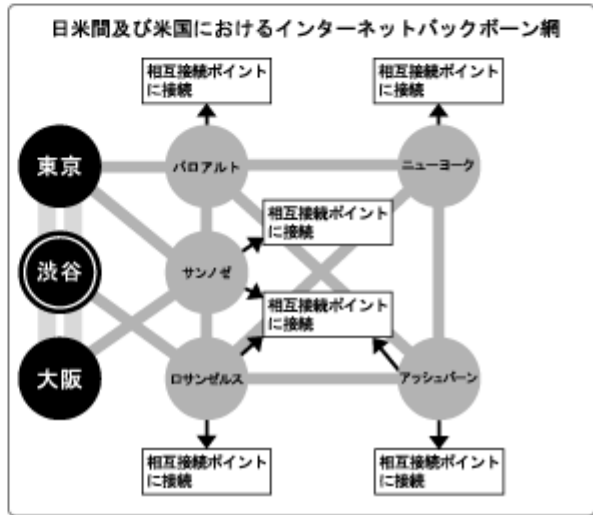 日米間及び米国におけるインターネットバックボーン網
相互接続ポイント
に接続
相互接続ポイント
に接続
東京
パロアルト
ニューヨーク
相互接続ポイント
に接続
渋谷
サンノゼ
相互接続ポイント
に接続
大阪
ロサンゼルス
アッシュバーン
相互接続ポイント
に接続
相互接続ポイント
に接続